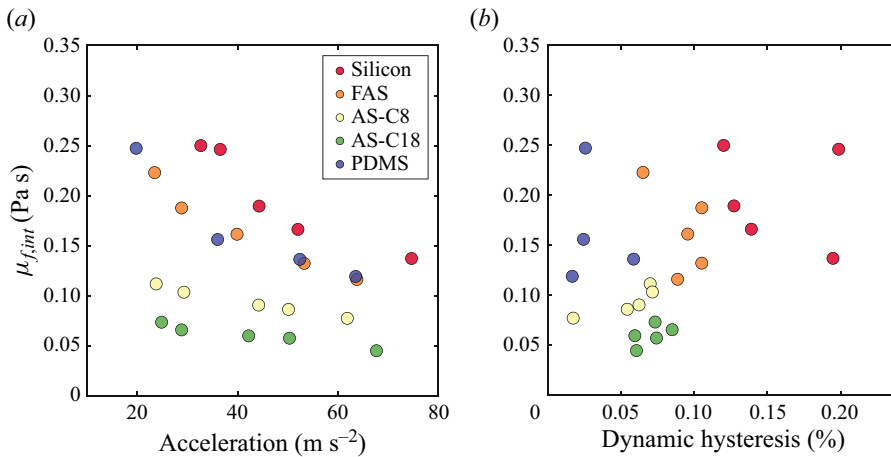 (a)
(b)
0.35
0.30
0.25
0.20
0.15
0.10
0.05
0
μf,int (Pa s)
20 40 60 80
Acceleration (m s–2)
Silicon
FAS
AS-C8
AS-C18
PDMS
0.35
0.30
0.25
0.20
0.15
0.10
0.05
0 0.05 0.10 0.15 0.20
Dynamic hysteresis (%)